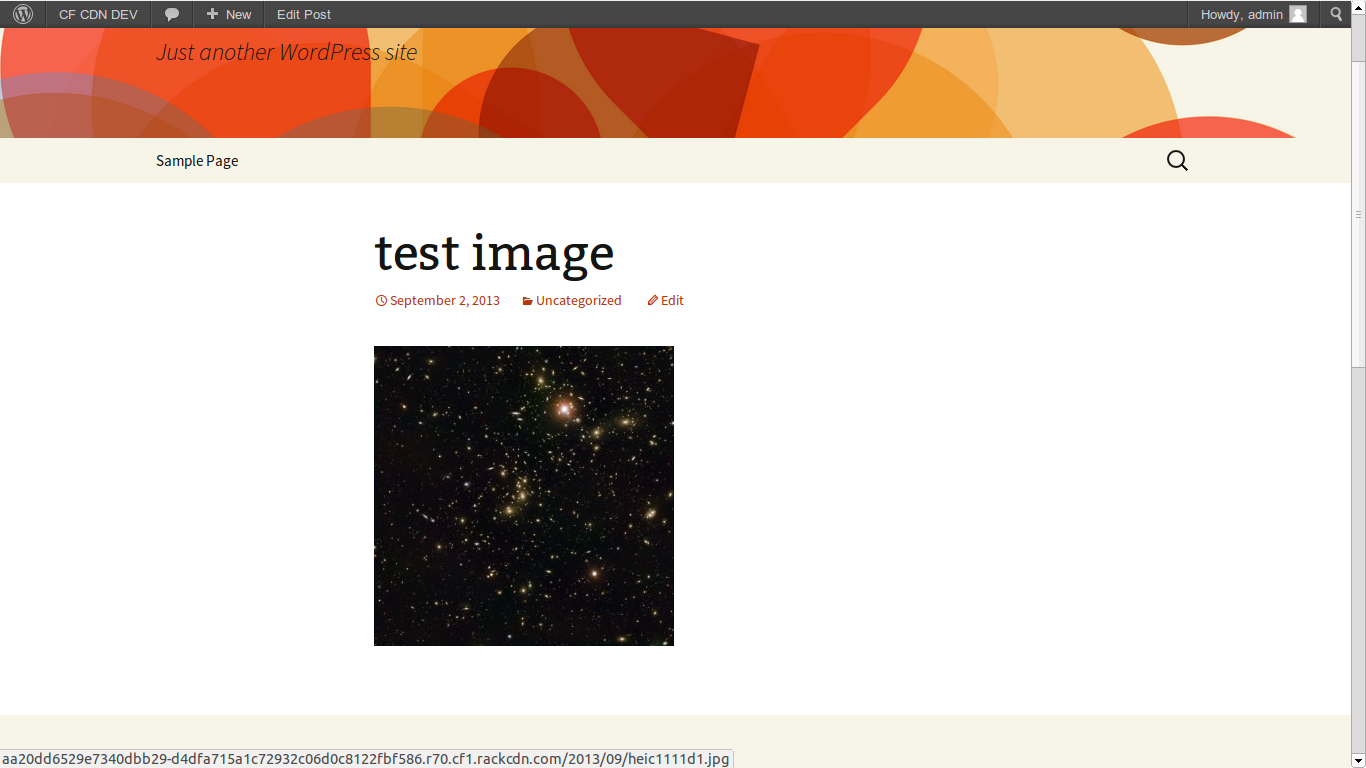 CF CDN DEV New Edit Post Howdy, admin
Just another WordPress site
Sample Page
test image
September 2, 2013 Uncategorized Edit
aa20dd6529e7340dbb29-d4dfa715a1c72932c06d0c8122fbf586.r70.cf1.rackcdn.com/2013/09/heic1111d1.jpg